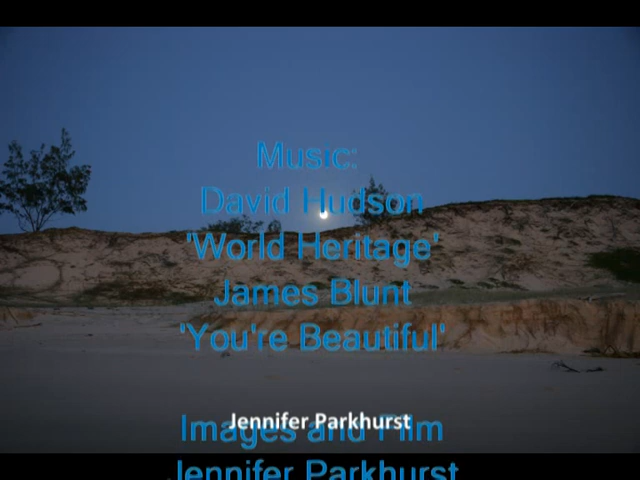 Music:
David Hudson
'World Heritage'
James Blunt
'You're Beautiful'
Jennifer Parkhurst
Images and Film
Jennifer Parkhurst